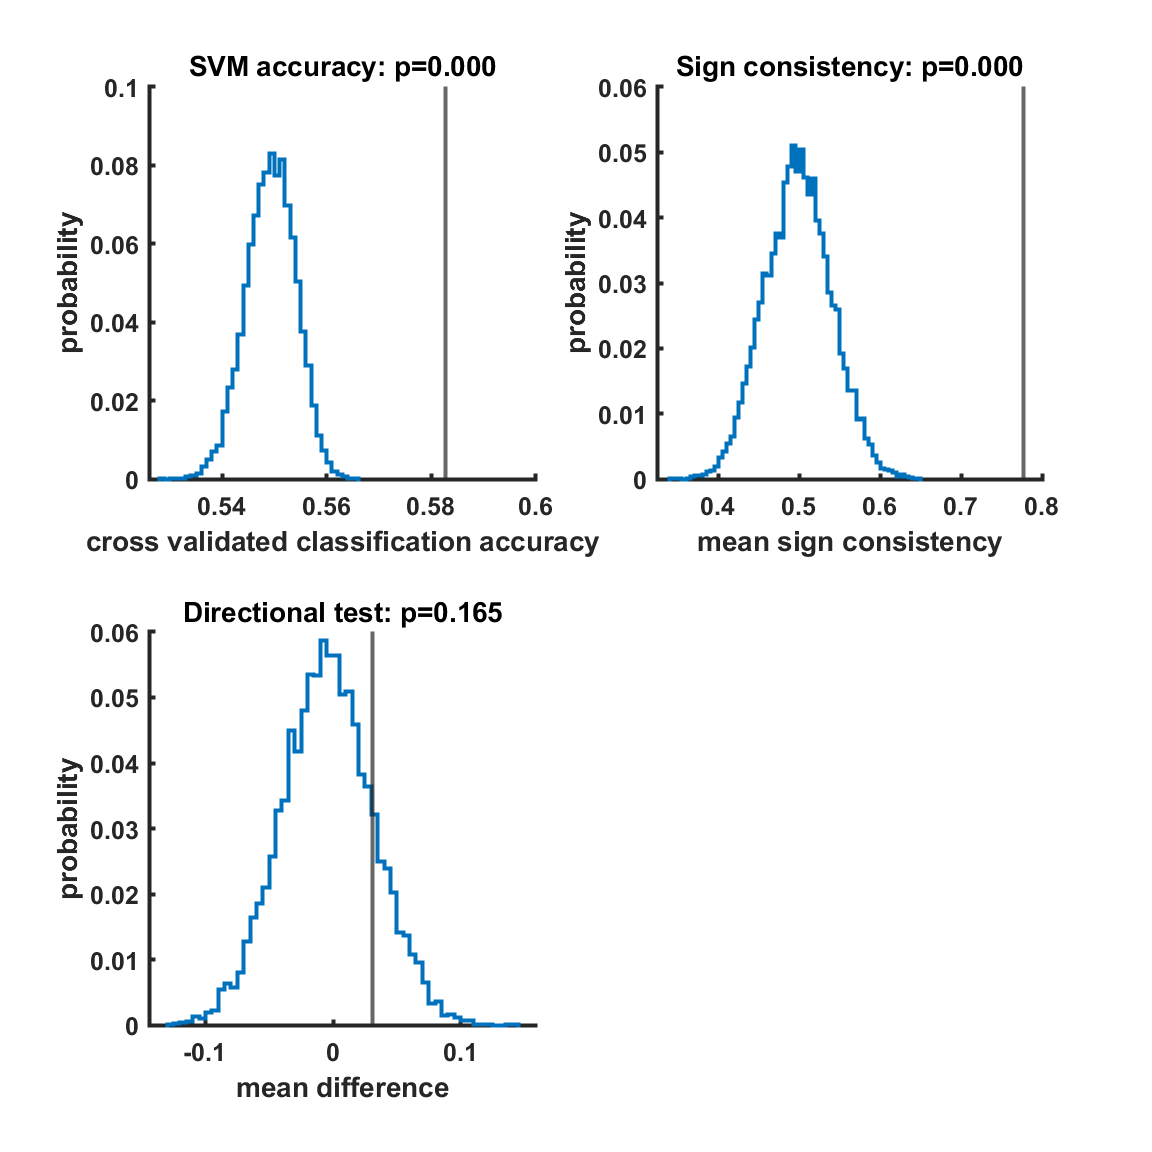 SVM accuracy: p=0.000
0.1
0.08
0.06
0.04
0.02
0
probability
0.54 0.56 0.58 0.6
cross validated classification accuracy
Sign consistency: p=0.000
0.06
0.05
0.04
0.03
0.02
0.01
0
probability
0.4 0.5 0.6 0.7 0.8
mean sign consistency
Directional test: p=0.165
0.06
0.05
0.04
0.03
0.02
0.01
0
probability
-0.1 0 0.1
mean difference